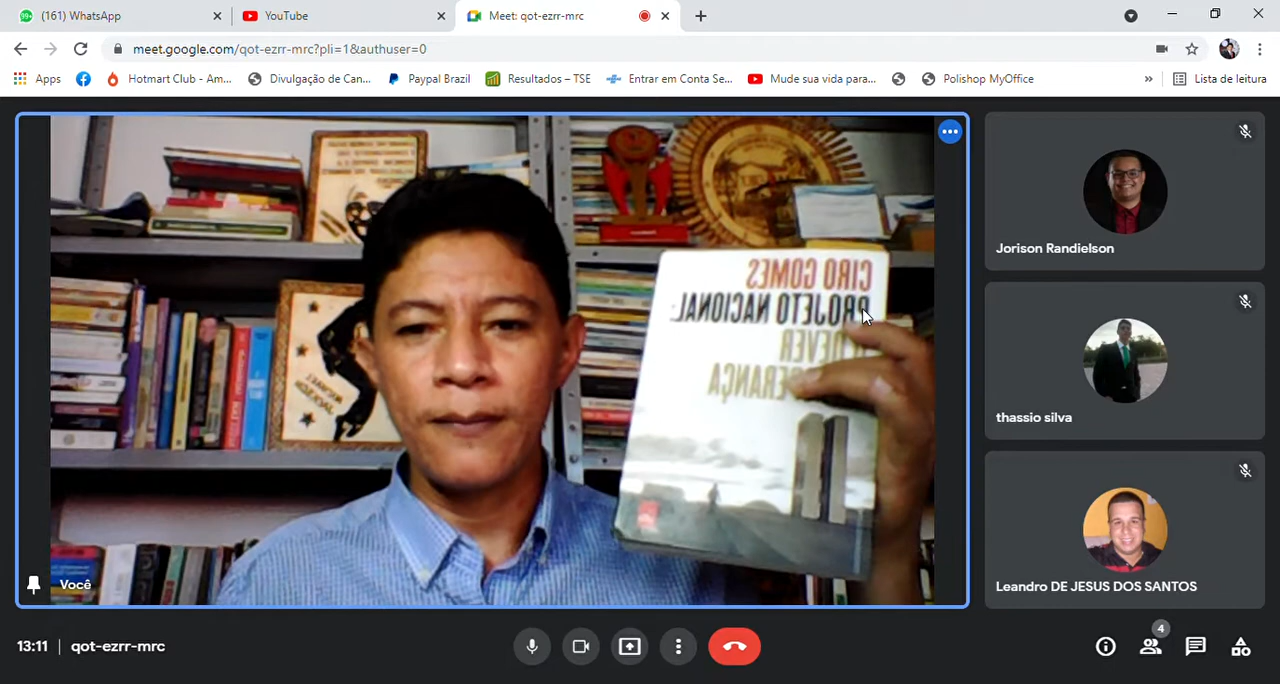 99+
(161) WhatsApp
YouTube
Meet: qot-ezrr-mrc
meet.google.com/qot-ezrr-mrc?pli=1&authuser=0
Apps
Hotmart Club - Am...
Divulgação de Can...
Paypal Brazil
Resultados – TSE
Entrar em Conta Se...
Mude sua vida para...
Polishop MyOffice
»
Lista de leitura
CIRO GOMES
PROJETO NACIONAL:
DEVER
ESPERANÇA
Você
Jorison Randielson
thassio silva
Leandro DE JESUS DOS SANTOS
13:11 | qot-ezrr-mrc
4